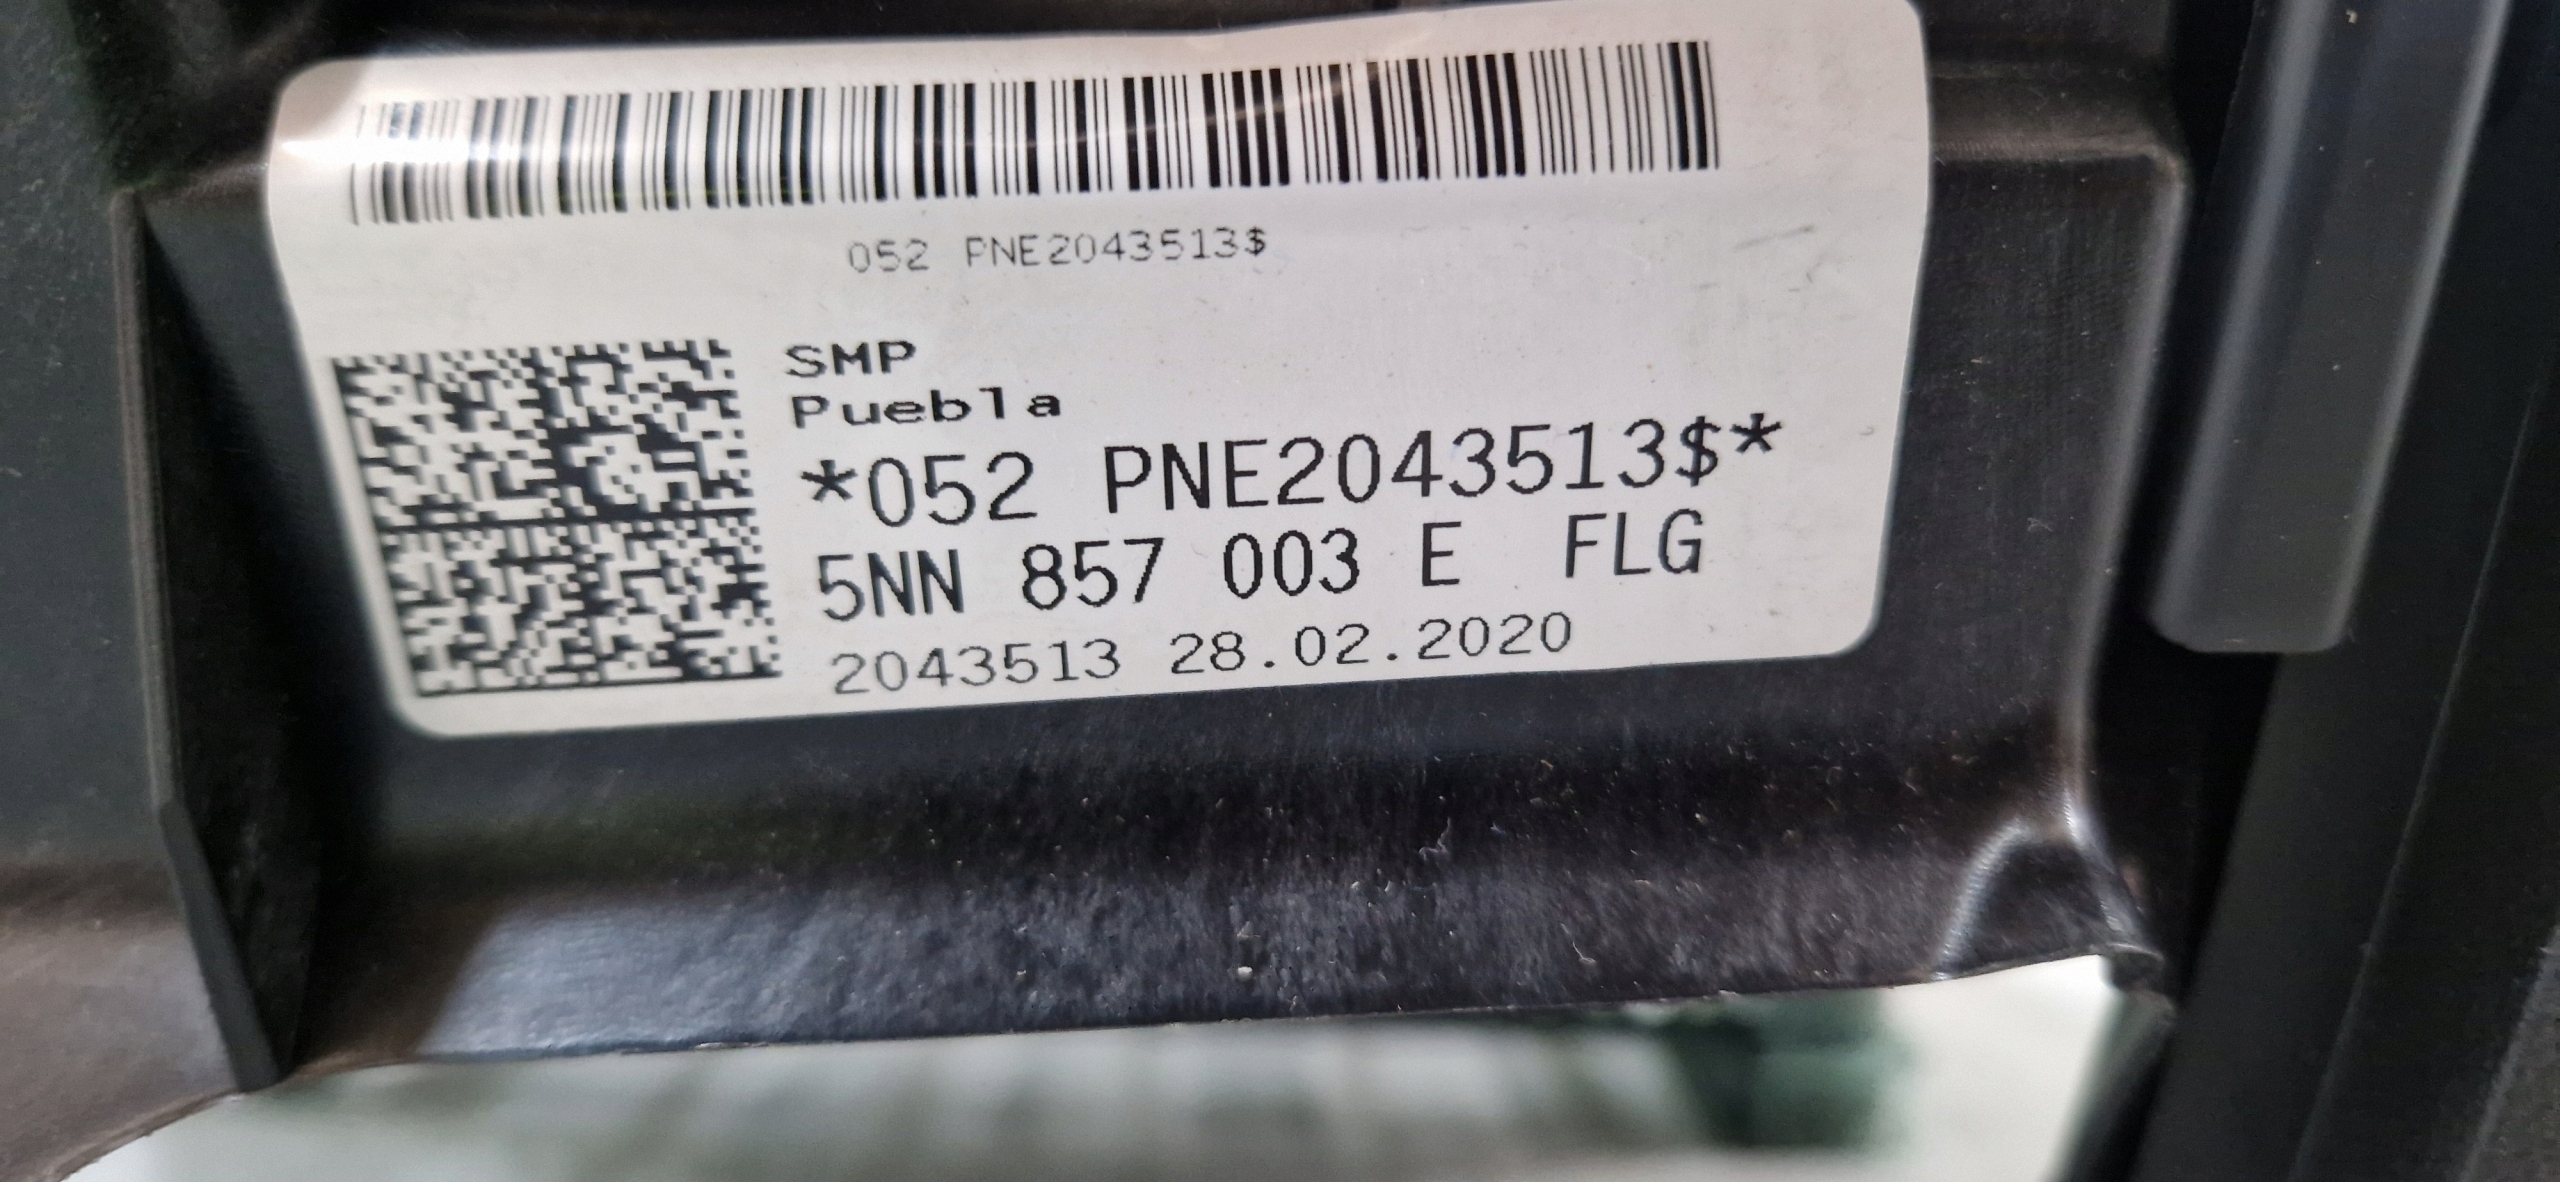 052 PNE2043513$
SMP
Puebla
*052 PNE2043513$*
5NN 857 003 E FLG
2043513 28.02.2020